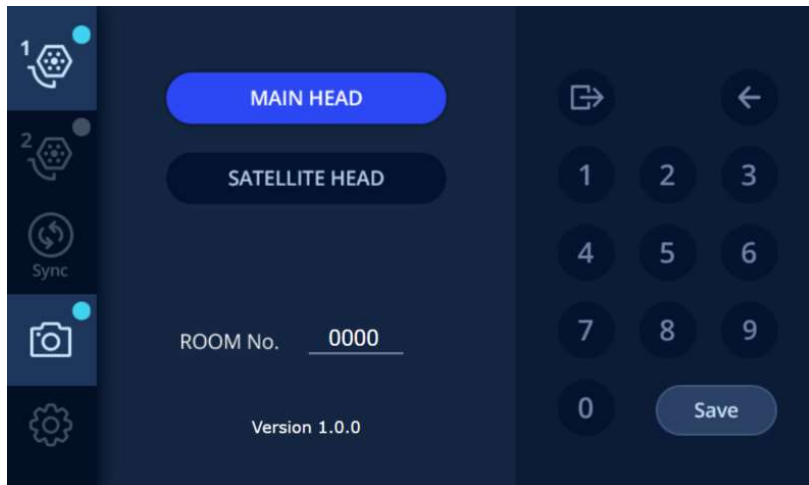 1
2
Sync
MAIN HEAD
SATELLITE HEAD
ROOM No. 0000
Version 1.0.0
1 2 3
4 5 6
7 8 9
0 Save